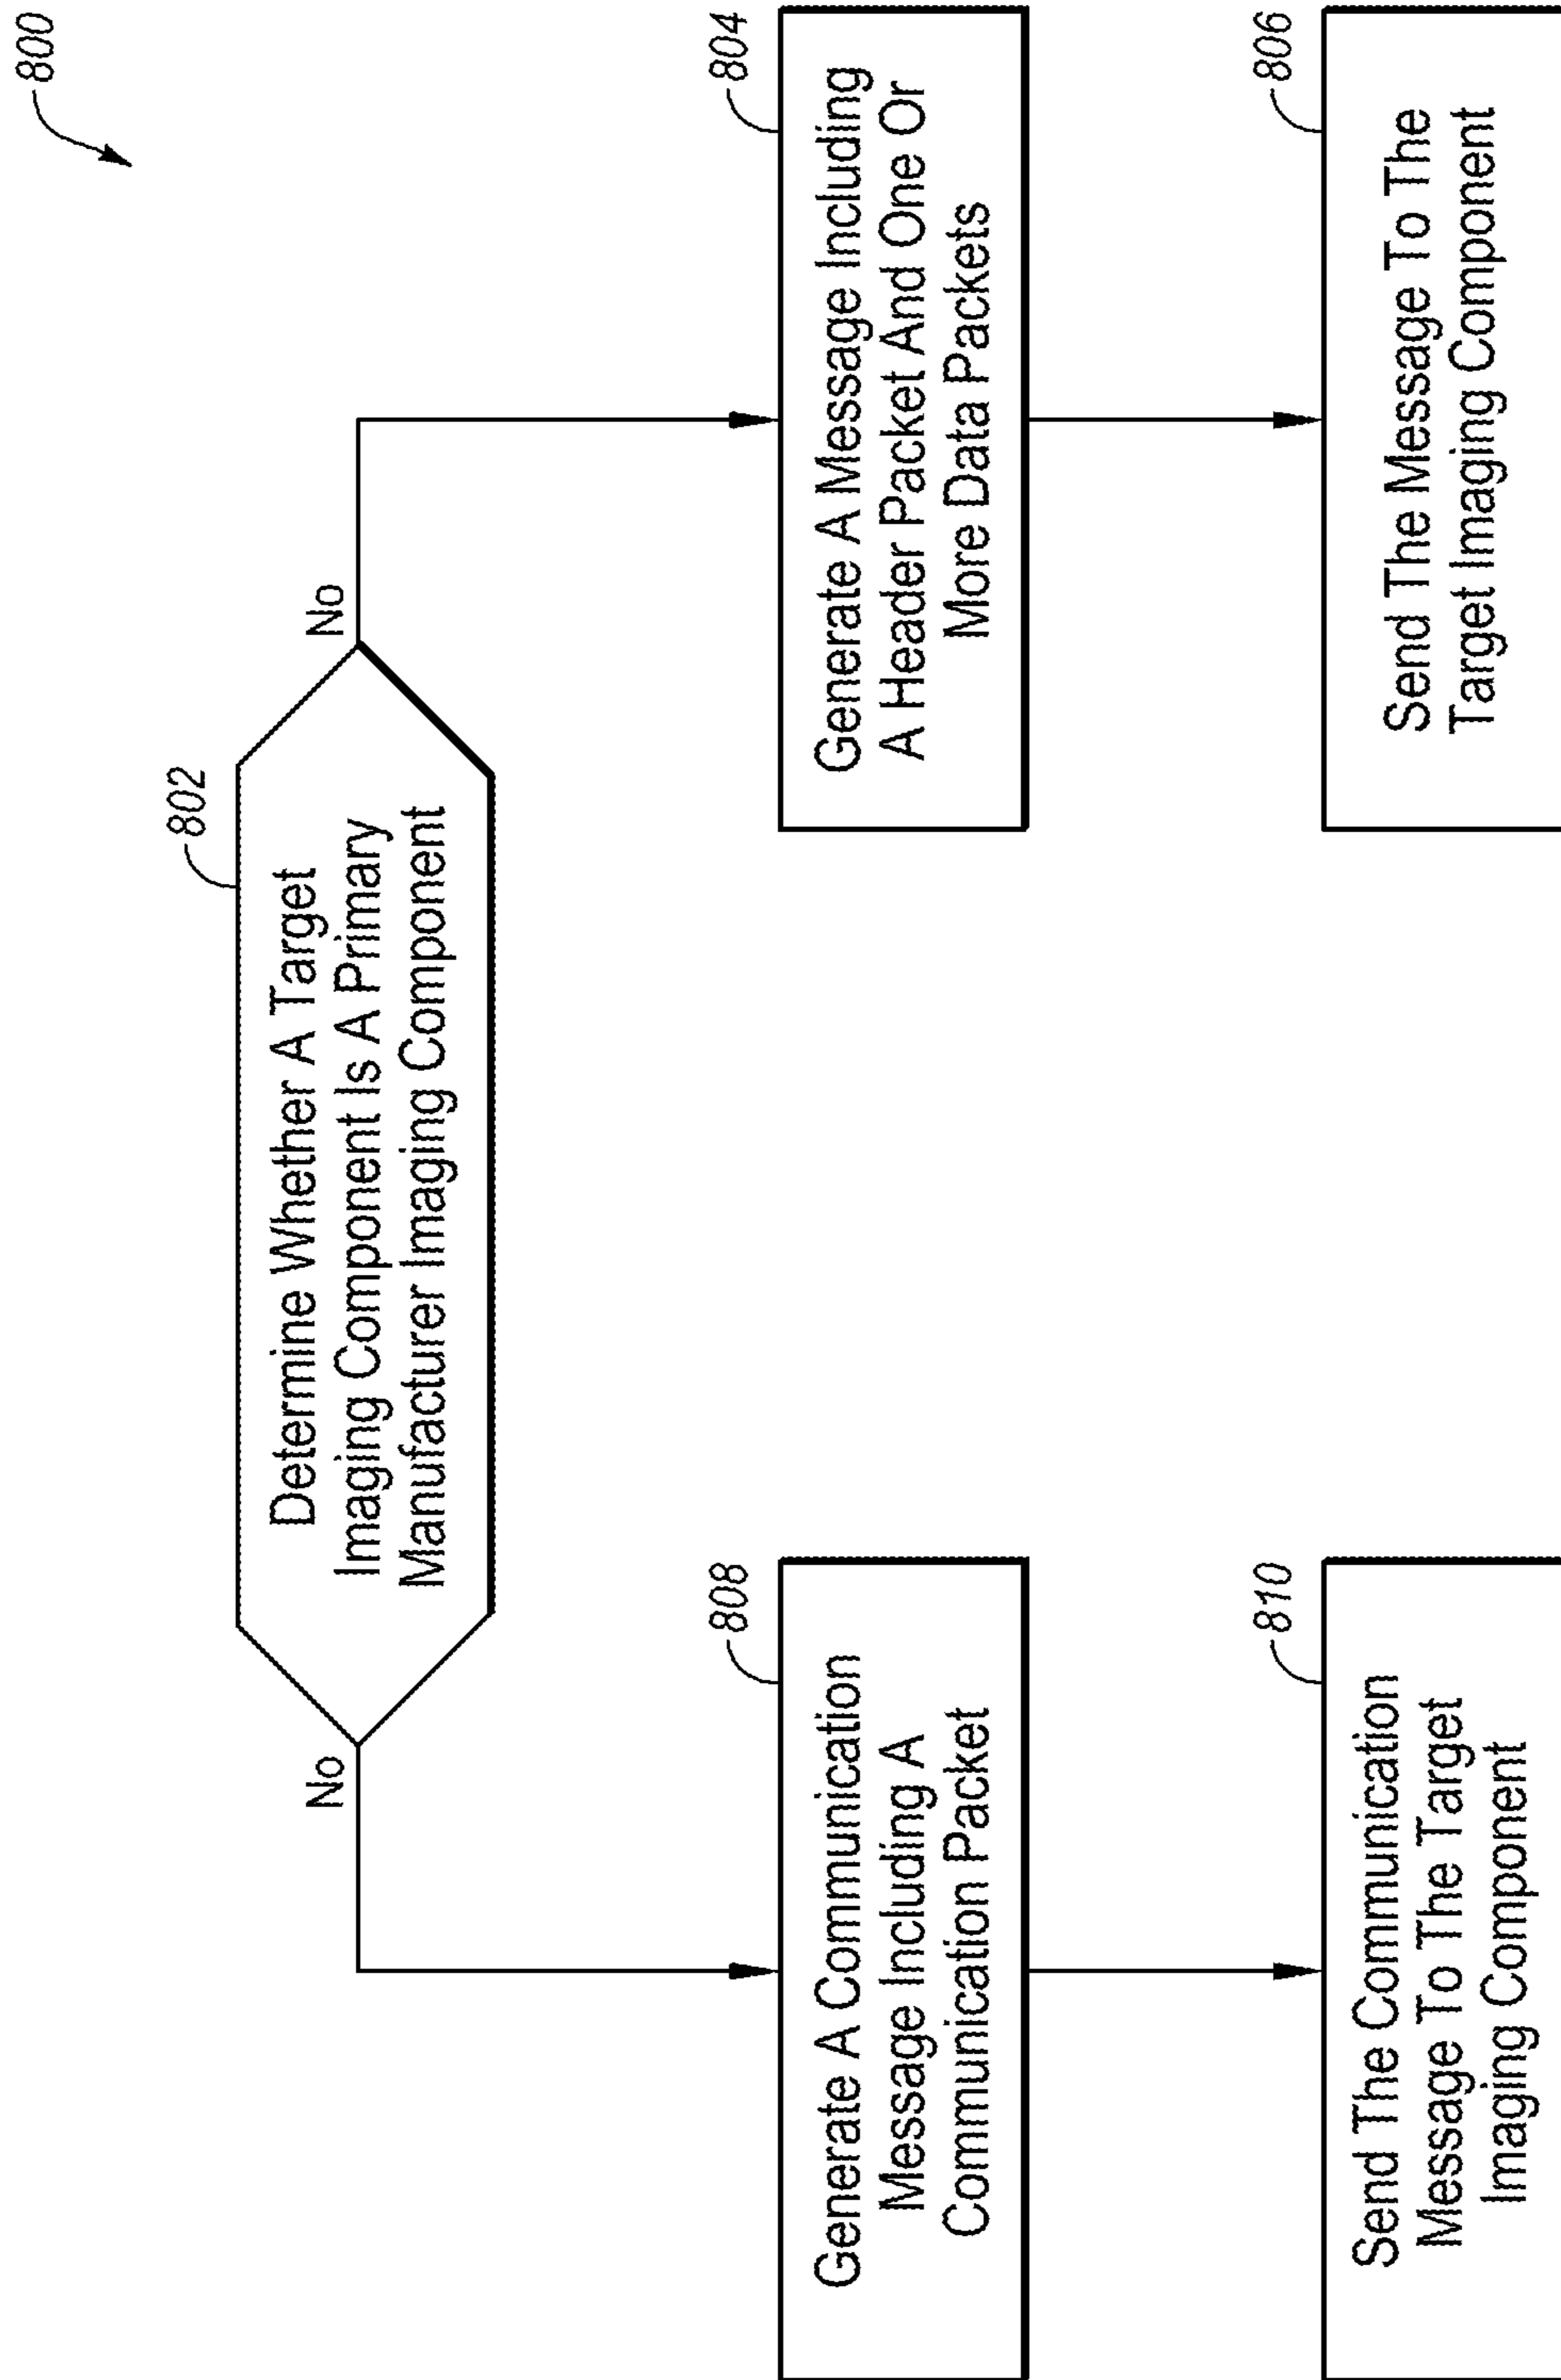 800
802
Determine Whether A Target
Imaging Component Is A Primary
Manufacturer Imaging Component
No
No
808
Generate A Communication
Message Including A
Communication Packet
804
Generate A Message Including
A Header Packet And One Or
More Data Packets
810
Send The Communication
Message To The Target
Imaging Component
806
Send The Message To The
Target Imaging Component